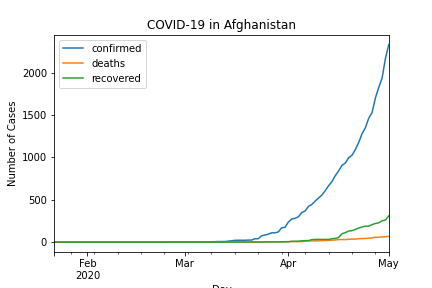 COVID-19 in Afghanistan
confirmed
deaths
recovered
Number of Cases
2000
1500
1000
500
0
Feb
2020
Mar
Apr
May
Day